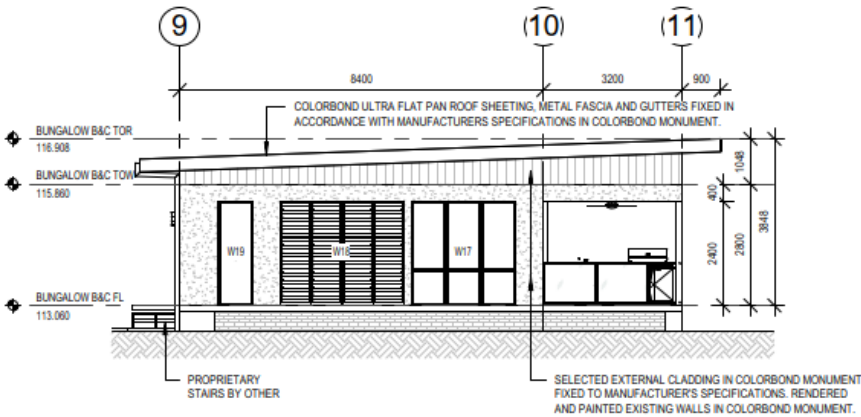 9
10
11
8400
3200
900
COLORBOND ULTRA FLAT PAN ROOF SHEETING, METAL FASCIA AND GUTTERS FIXED IN
ACCORDANCE WITH MANUFACTURERS SPECIFICATIONS IN COLORBOND MONUMENT.
BUNGALOW B&C TOR
116.908
BUNGALOW B&C TOW
115.860
1048
400
3848
2400
2800
W19
W18
W17
BUNGALOW B&C FL
113.060
PROPRIETARY
STAIRS BY OTHER
SELECTED EXTERNAL CLADDING IN COLORBOND MONUMENT
FIXED TO MANUFACTURER'S SPECIFICATIONS. RENDERED
AND PAINTED EXISTING WALLS IN COLORBOND MONUMENT.